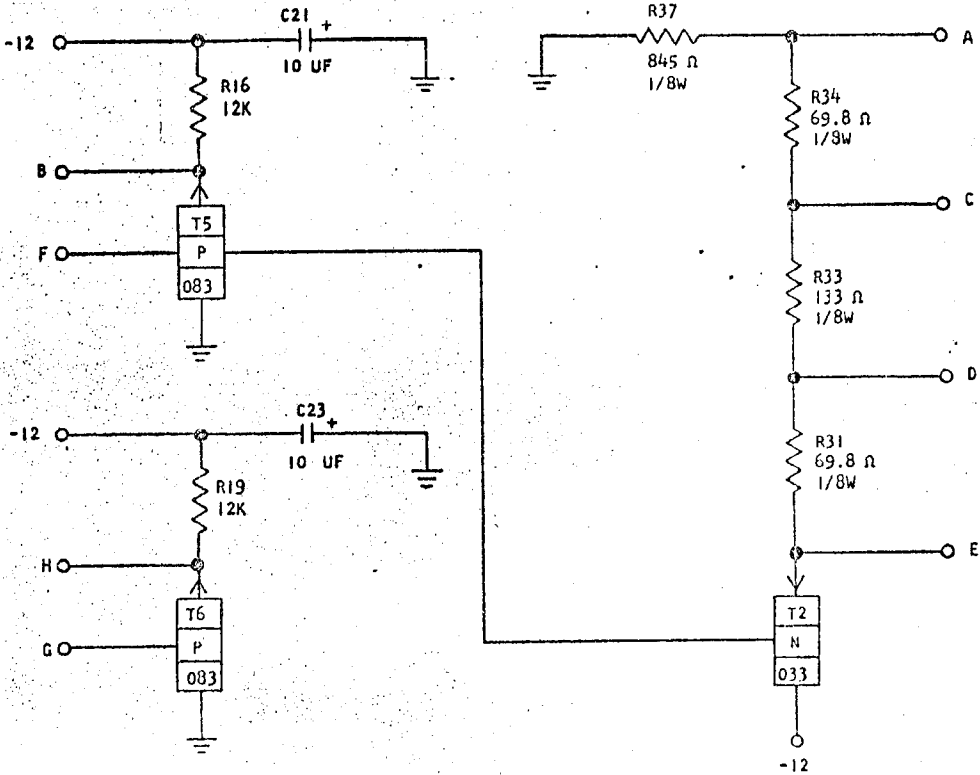 -12
C21
+
10 UF
R16
12K
B
T5
F
P
083
-12
C23
+
10 UF
R19
12K
H
T6
G
P
083
R37
845 Ω
1/8W
A
R34
69.8 Ω
1/8W
C
R33
133 Ω
1/8W
D
R31
69.8 Ω
1/8W
E
T2
N
033
-12